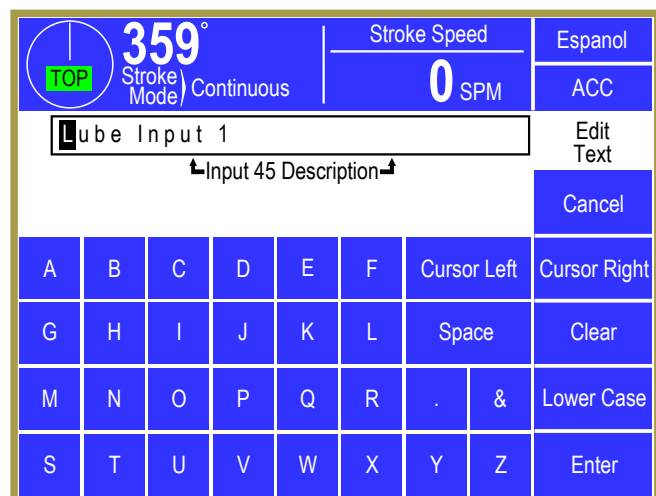 TOP
359°
Stroke Mode) Continuous
Stroke Speed
0 SPM
Espanol
ACC
Lube Input 1
Input 45 Description
Edit Text
Cancel
A B C D E F Cursor Left Cursor Right
G H I J K L Space Clear
M N O P Q R . & Lower Case
S T U V W X Y Z Enter